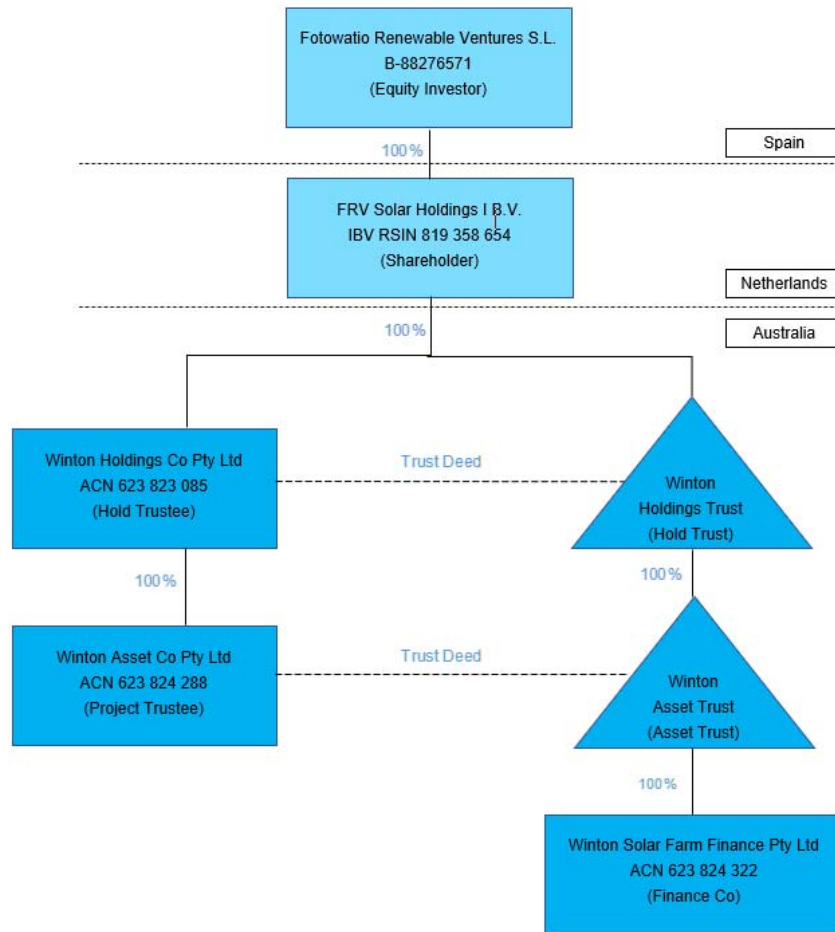 Fotowatio Renewable Ventures S.L.
B-88276571
(Equity Investor)
100%
Spain
FRV Solar Holdings I B.V.
IBV RSIN 819 358 654
(Shareholder)
Netherlands
100%
Australia
Winton Holdings Co Pty Ltd
ACN 623 823 085
(Hold Trustee)
Trust Deed
Winton
Holdings Trust
(Hold Trust)
100%
100%
Winton Asset Co Pty Ltd
ACN 623 824 288
(Project Trustee)
Trust Deed
Winton
Asset Trust
(Asset Trust)
100%
Winton Solar Farm Finance Pty Ltd
ACN 623 824 322
(Finance Co)